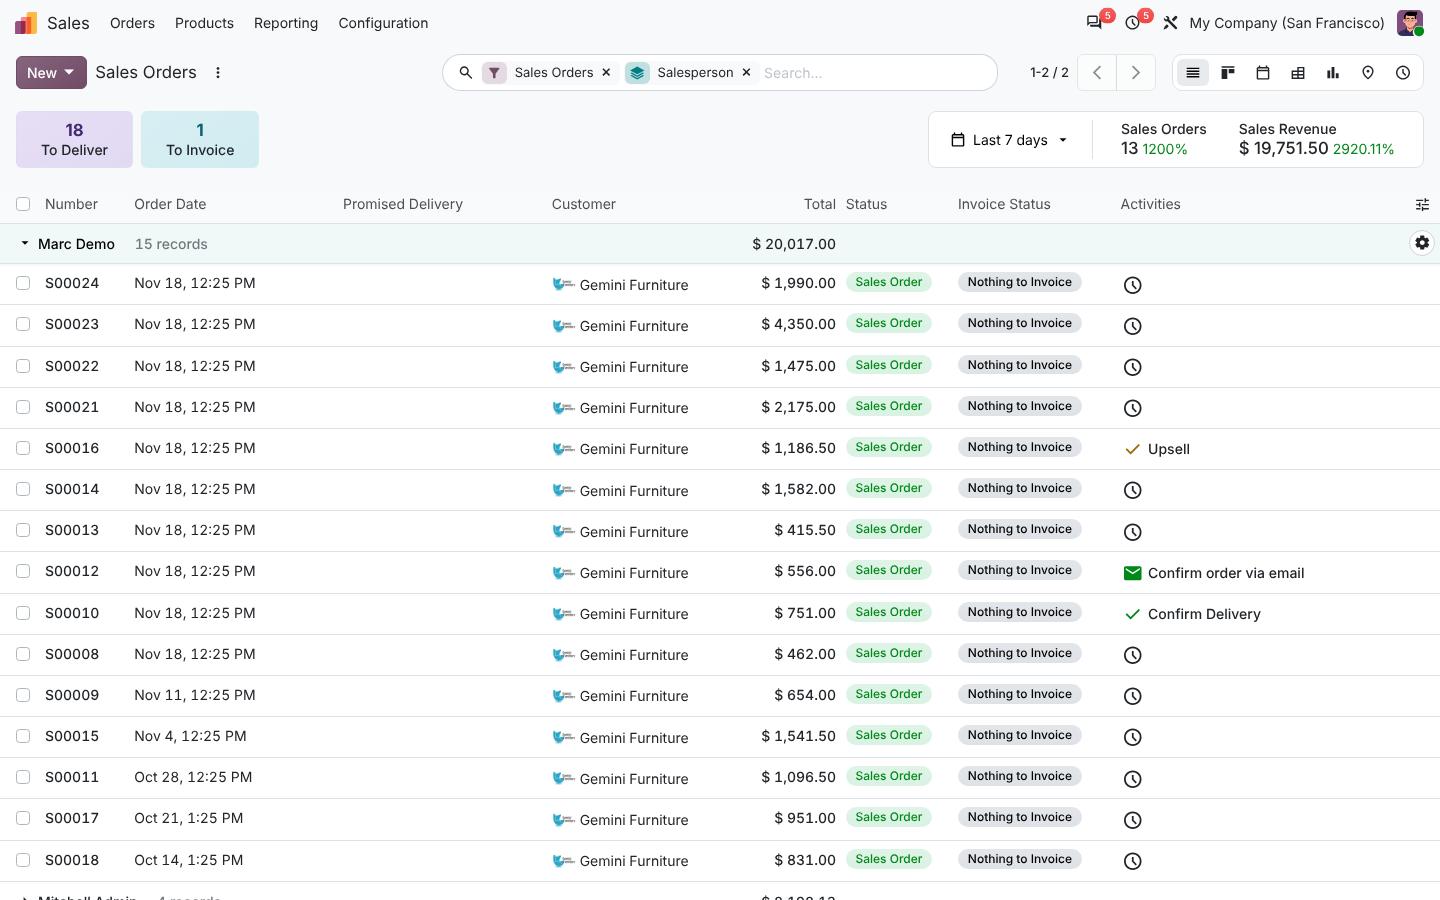 Sales Orders Products Reporting Configuration 5 5 My Company (San Francisco)
New Sales Orders Sales Orders Salesperson Search... 1-2 / 2
18 To Deliver
1 To Invoice
Last 7 days
Sales Orders
13 1200%
Sales Revenue
$ 19,751.50 2920.11%
Number Order Date Promised Delivery Customer Total Status Invoice Status Activities
Marc Demo 15 records $ 20,017.00
S00024 Nov 18, 12:25 PM Gemini Furniture $ 1,990.00 Sales Order Nothing to Invoice
S00023 Nov 18, 12:25 PM Gemini Furniture $ 4,350.00 Sales Order Nothing to Invoice
S00022 Nov 18, 12:25 PM Gemini Furniture $ 1,475.00 Sales Order Nothing to Invoice
S00021 Nov 18, 12:25 PM Gemini Furniture $ 2,175.00 Sales Order Nothing to Invoice
S00016 Nov 18, 12:25 PM Gemini Furniture $ 1,186.50 Sales Order Nothing to Invoice Upsell
S00014 Nov 18, 12:25 PM Gemini Furniture $ 1,582.00 Sales Order Nothing to Invoice
S00013 Nov 18, 12:25 PM Gemini Furniture $ 415.50 Sales Order Nothing to Invoice
S00012 Nov 18, 12:25 PM Gemini Furniture $ 556.00 Sales Order Nothing to Invoice Confirm order via email
S00010 Nov 18, 12:25 PM Gemini Furniture $ 751.00 Sales Order Nothing to Invoice Confirm Delivery
S00008 Nov 18, 12:25 PM Gemini Furniture $ 462.00 Sales Order Nothing to Invoice
S00009 Nov 11, 12:25 PM Gemini Furniture $ 654.00 Sales Order Nothing to Invoice
S00015 Nov 4, 12:25 PM Gemini Furniture $ 1,541.50 Sales Order Nothing to Invoice
S00011 Oct 28, 12:25 PM Gemini Furniture $ 1,096.50 Sales Order Nothing to Invoice
S00017 Oct 21, 1:25 PM Gemini Furniture $ 951.00 Sales Order Nothing to Invoice
S00018 Oct 14, 1:25 PM Gemini Furniture $ 831.00 Sales Order Nothing to Invoice
Mitchell Admin 4 records